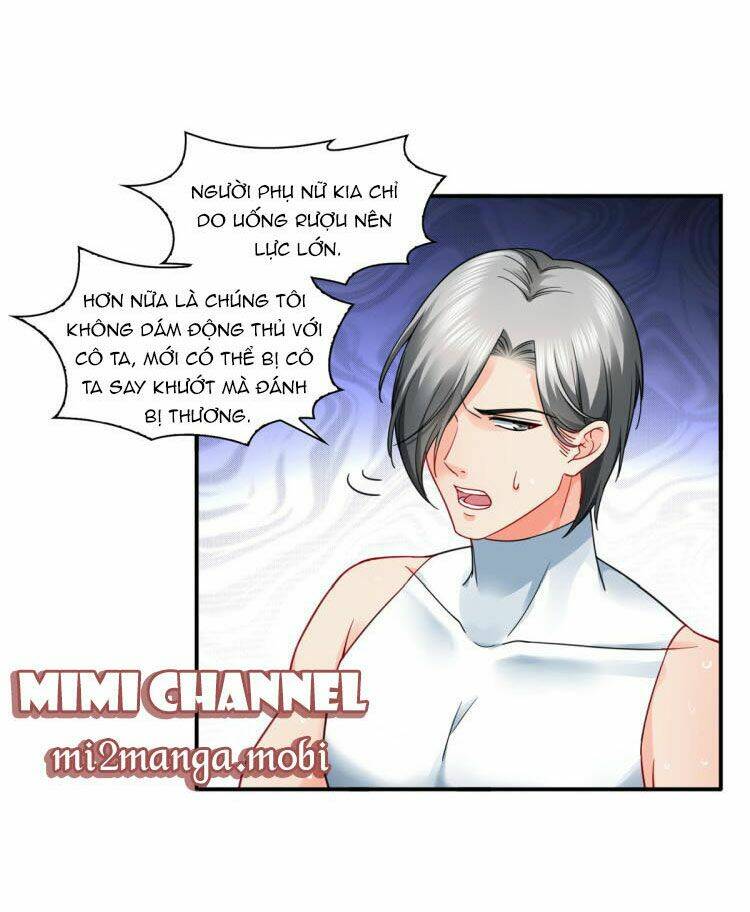 NGƯỜI PHỤ NỮ KIA CHỈ
DO UỐNG RƯỢU NÊN
LỰC LỚN.
HƠN NỮA LÀ CHÚNG TÔI
KHÔNG DÁM ĐỘNG THỦ VỚI
CÔ TA, MỚI CÓ THỂ BỊ CÔ
TA SAY KHƯỚT MÀ ĐÁNH
BỊ THƯƠNG.
MIMI CHANNEL
mi2manga.mobi